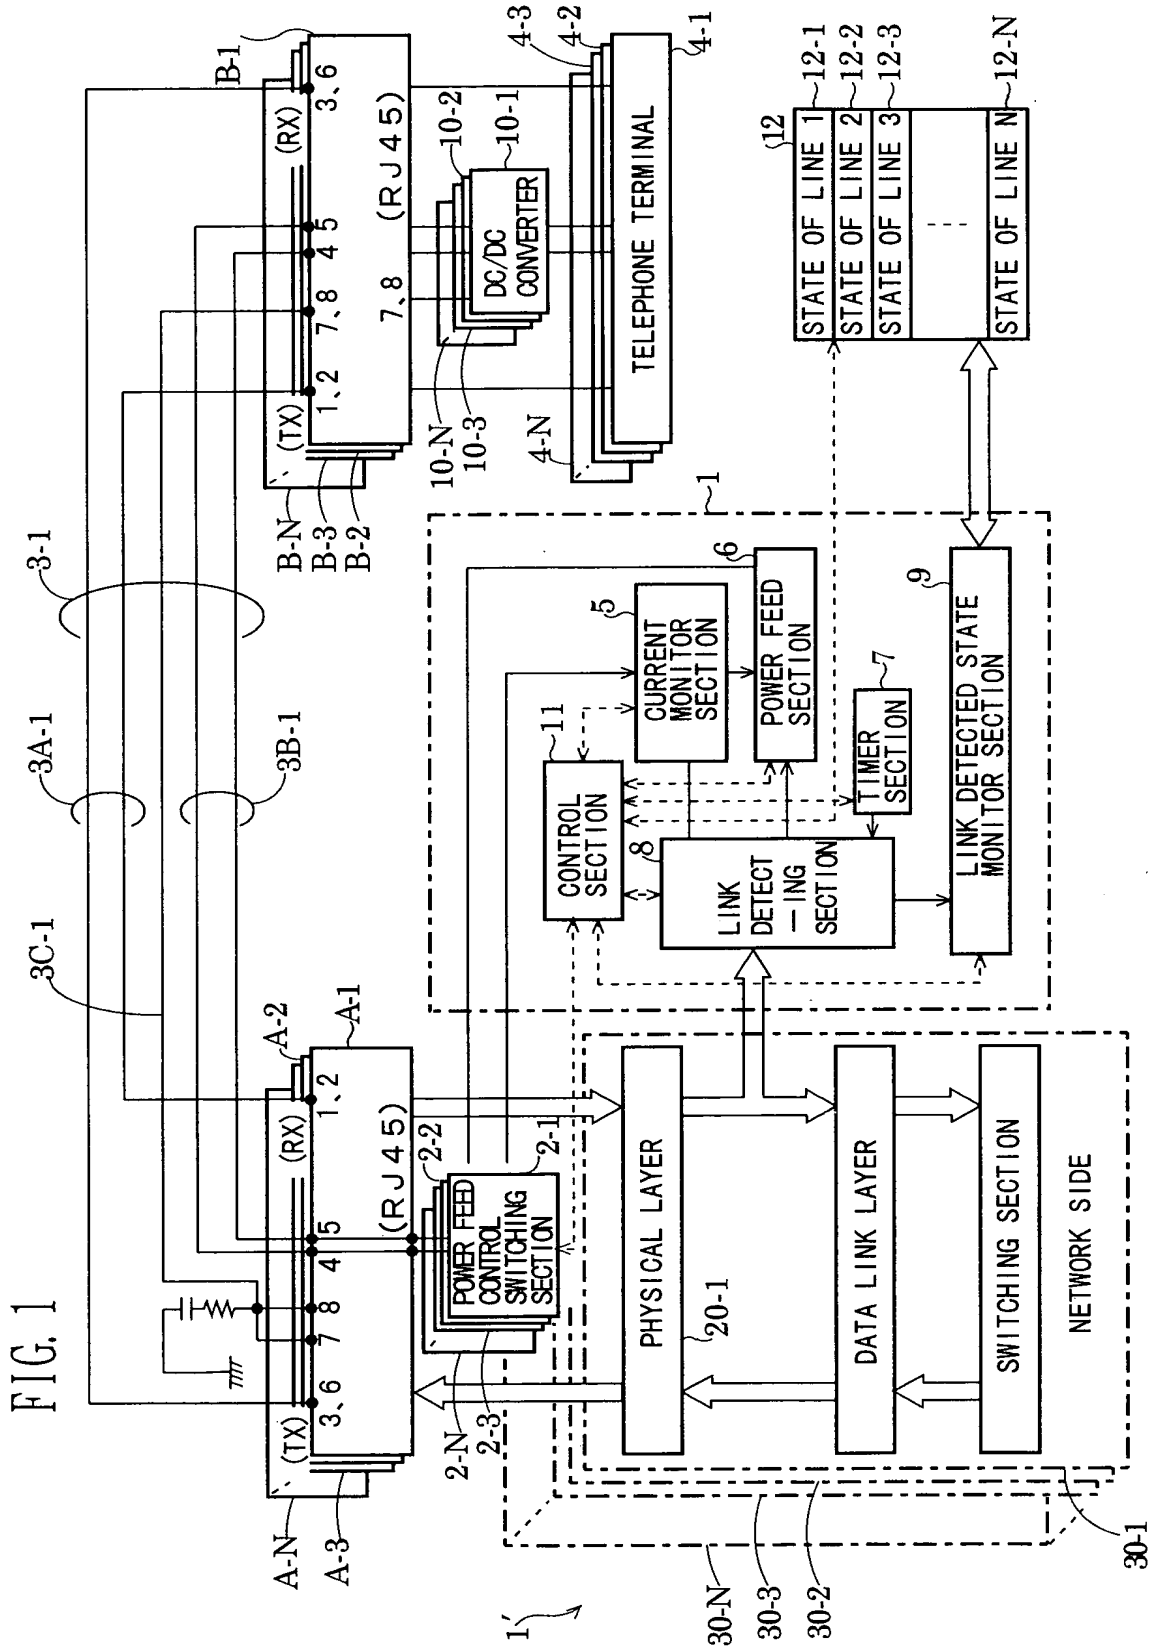 FIG. 1
3C-1
3A-1
3-1
3B-1
A-N
A-3
A-2
A-1
(TX)
(RX)
3、6
7
8
4
5
1、2
(RJ45)
B-N
B-3
B-2
B-1
(TX)
(RX)
1、2
7、8
4
5
3、6
7、8
(RJ45)
2-N
2-3
2-2
2-1
POWER FEED
CONTROL
SWITCHING
SECTION
10-N
10-3
10-2
10-1
DC/DC
CONVERTER
4-N
4-3
4-2
4-1
TELEPHONE TERMINAL
1
11
CONTROL
SECTION
5
CURRENT
MONITOR
SECTION
6
POWER FEED
SECTION
8
LINK
DETECT
—ING
SECTION
7
TIMER
SECTION
9
LINK DETECTED STATE
MONITOR SECTION
12
STATE OF LINE 1
12-1
STATE OF LINE 2
12-2
STATE OF LINE 3
12-3
STATE OF LINE N
12-N
1'
PHYSICAL LAYER
20-1
DATA LINK LAYER
SWITCHING SECTION
NETWORK SIDE
30-N
30-3
30-2
30-1